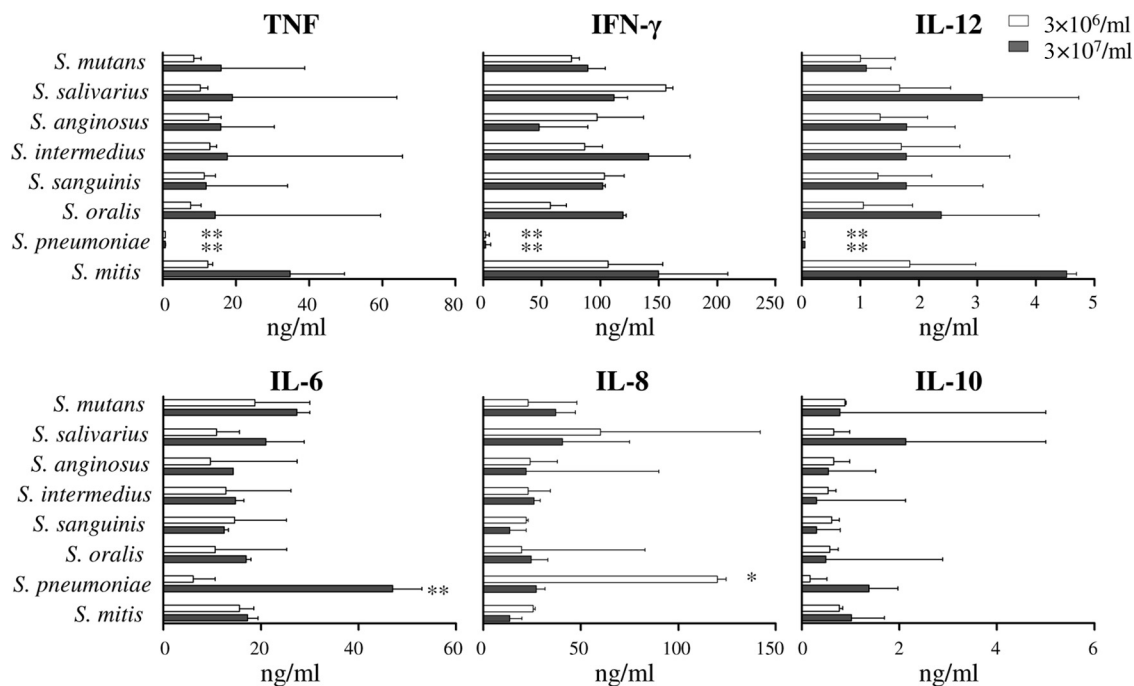 TNF IFN-γ IL-12
3×10⁶/ml
3×10⁷/ml
S. mutans
S. salivarius
S. anginosus
S. intermedius
S. sanguinis
S. oralis
S. pneumoniae ** ** **
** ** **
S. mitis
0 20 40 60 80 0 50 100 150 200 250 0 1 2 3 4 5
ng/ml ng/ml ng/ml
IL-6 IL-8 IL-10
S. mutans
S. salivarius
S. anginosus
S. intermedius
S. sanguinis
S. oralis
S. pneumoniae *
**
S. mitis
0 20 40 60 0 50 100 150 0 2 4 6
ng/ml ng/ml ng/ml